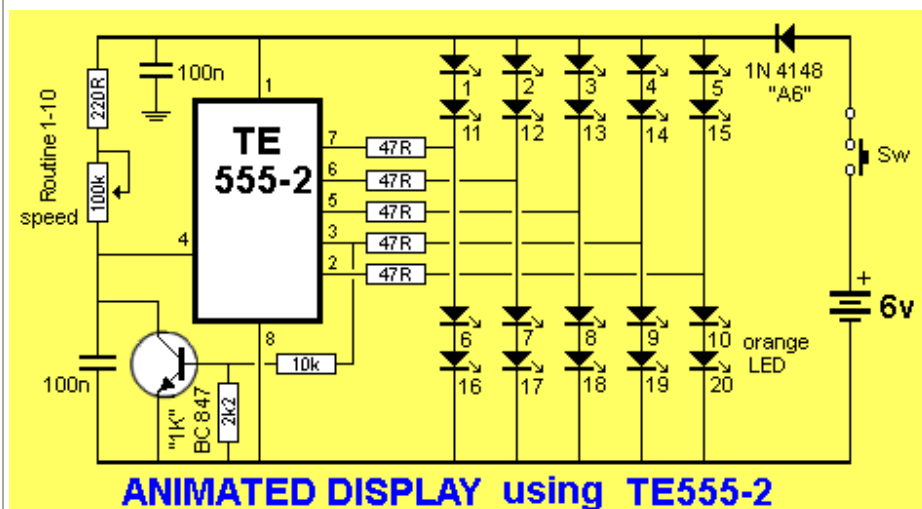 100n
1
220R
Routine 1-10
speed
100k
TE
555-2
7
47R
6
47R
5
47R
3
47R
2
47R
4
8
10k
100n
"1K"
BC 847
2k2
1
2
3
4
5
11
12
13
14
15
6
7
8
9
10
16
17
18
19
20
orange
LED
1N 4148
"A6"
Sw
+
6v
ANIMATED DISPLAY using TE555-2